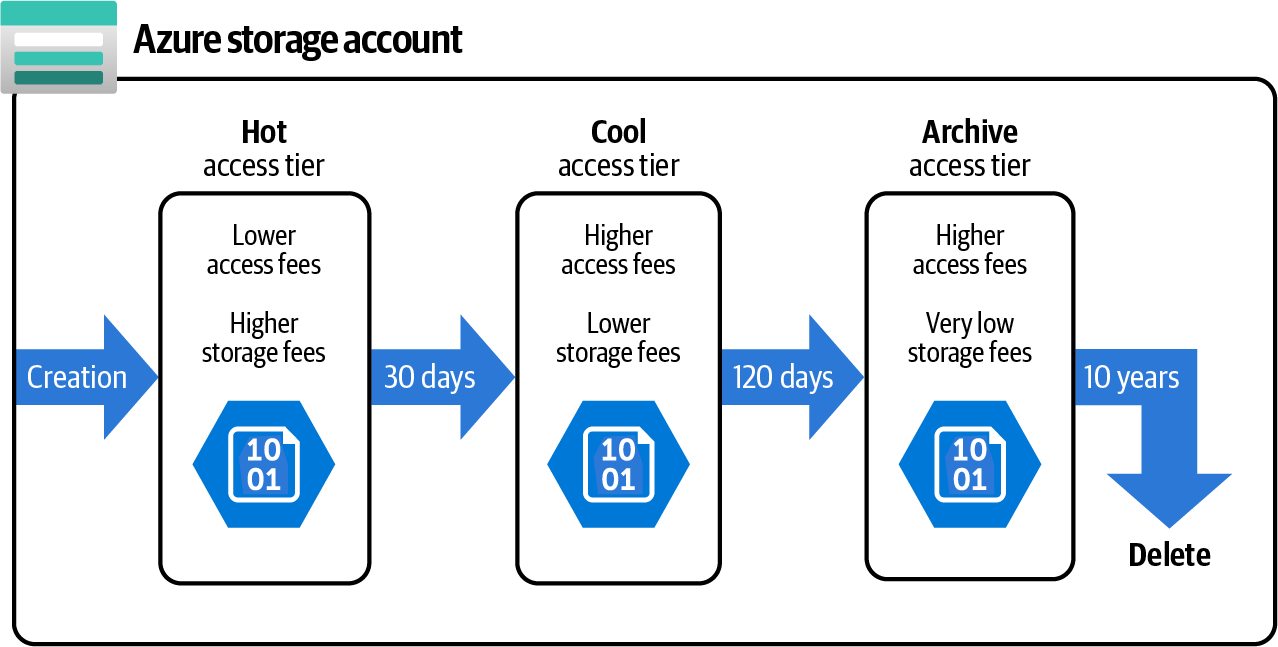 Azure storage account
Hot
access tier
Cool
access tier
Archive
access tier
Lower
access fees
Higher
storage fees
Higher
access fees
Lower
storage fees
Higher
access fees
Very low
storage fees
Creation
30 days
120 days
10 years
10
01
10
01
10
01
Delete